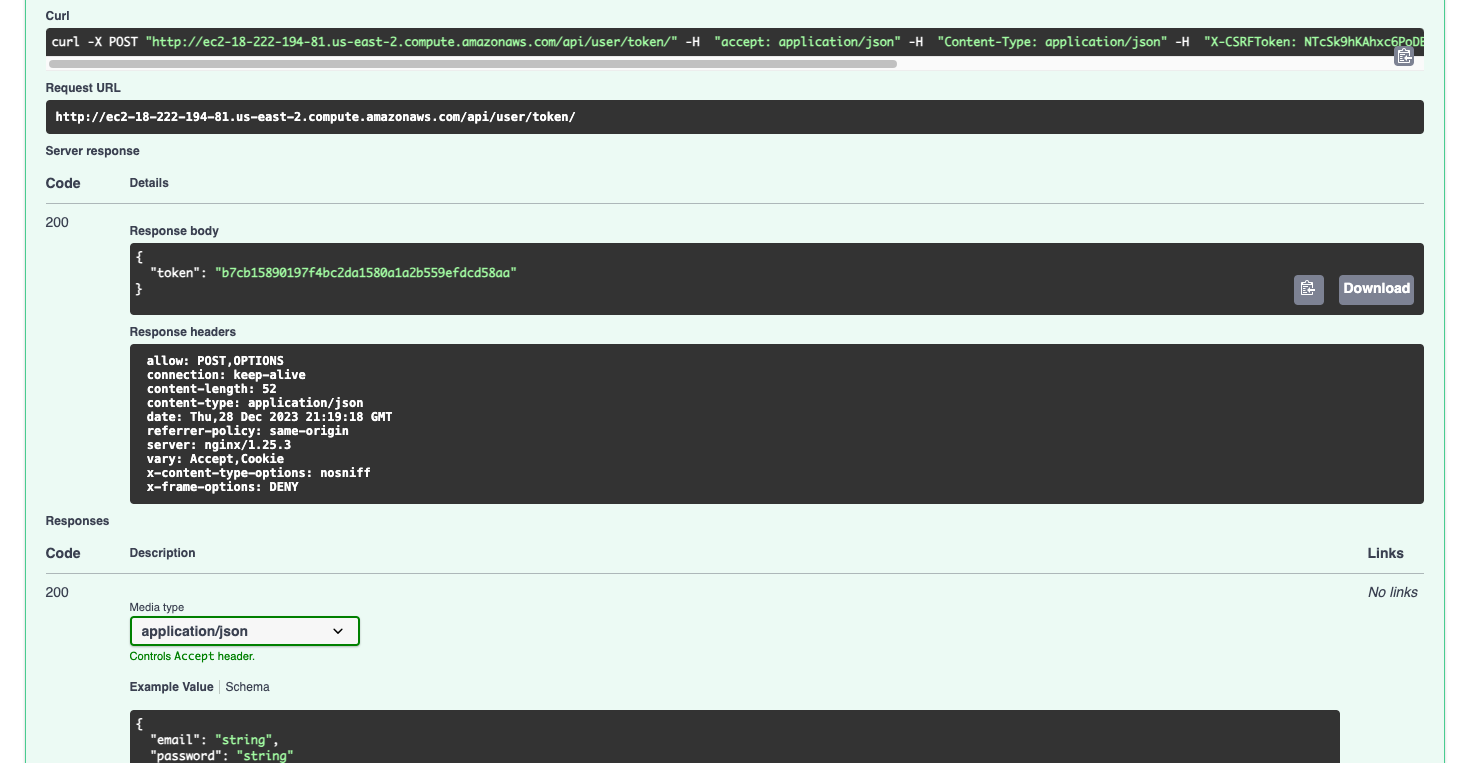 Curl
curl -X POST "http://ec2-18-222-194-81.us-east-2.compute.amazonaws.com/api/user/token/" -H  "accept: application/json" -H  "Content-Type: application/json" -H  "X-CSRFToken: NTcSk9hKAhxc6PoDE
Request URL
http://ec2-18-222-194-81.us-east-2.compute.amazonaws.com/api/user/token/
Server response
Code Details
200
Response body
{
"token": "b7cb15890197f4bc2da1580a1a2b559efdcd58aa"
}
Download
Response headers
allow: POST,OPTIONS
connection: keep-alive
content-length: 52
content-type: application/json
date: Thu,28 Dec 2023 21:19:18 GMT
referrer-policy: same-origin
server: nginx/1.25.3
vary: Accept,Cookie
x-content-type-options: nosniff
x-frame-options: DENY
Responses
Code Description Links
200 No links
Media type
application/json
Controls Accept header.
Example Value Schema
{
"email": "string",
"password": "string"